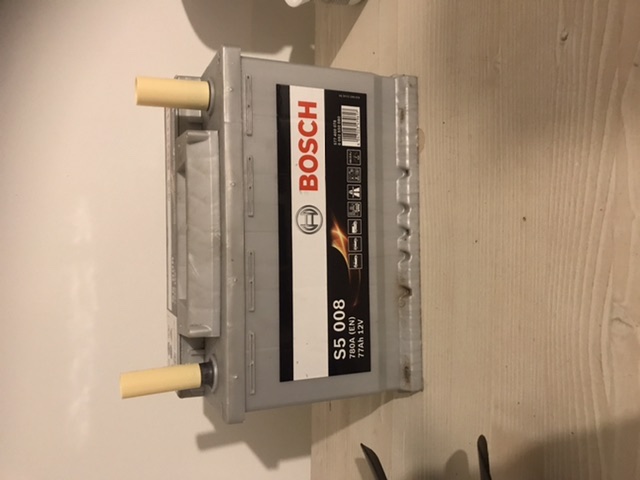 BOSCH
S5 008
780A (EN)
77Ah 12V